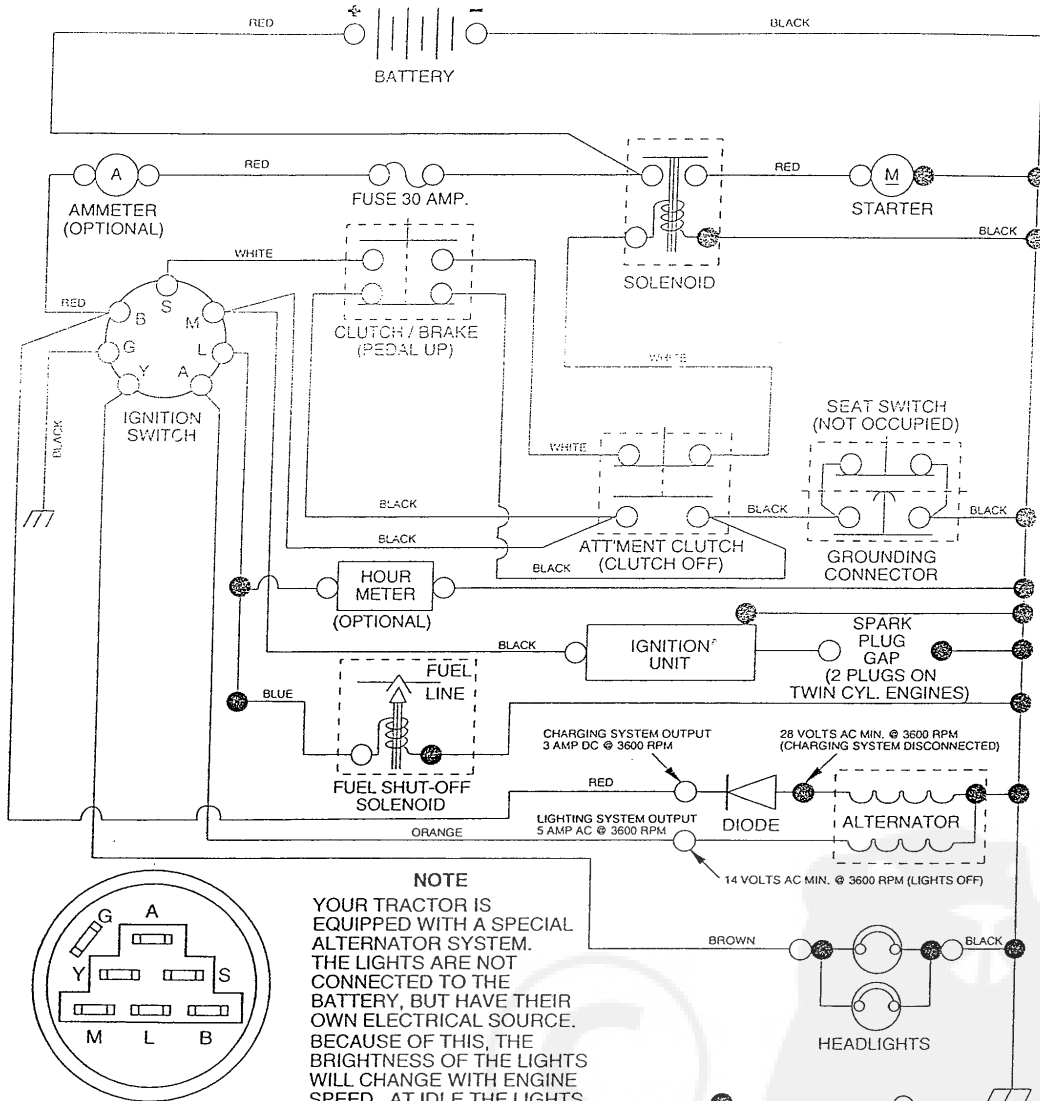 +
−
RED
BLACK
BATTERY
RED
A
RED
M
AMMETER
(OPTIONAL)
FUSE 30 AMP.
STARTER
WHITE
BLACK
SOLENOID
RED
S
B
M
G
L
Y
A
CLUTCH / BRAKE
(PEDAL UP)
WHITE
IGNITION
SWITCH
BLACK
SEAT SWITCH
(NOT OCCUPIED)
WHITE
BLACK
BLACK
BLACK
BLACK
ATT'MENT CLUTCH
(CLUTCH OFF)
GROUNDING
CONNECTOR
BLACK
HOUR
METER
(OPTIONAL)
BLACK
IGNITION
UNIT
SPARK
PLUG
GAP
(2 PLUGS ON
TWIN CYL. ENGINES)
FUEL
LINE
BLUE
CHARGING SYSTEM OUTPUT
3 AMP DC @ 3600 RPM
28 VOLTS AC MIN. @ 3600 RPM
(CHARGING SYSTEM DISCONNECTED)
FUEL SHUT-OFF
SOLENOID
RED
DIODE
ALTERNATOR
LIGHTING SYSTEM OUTPUT
5 AMP AC @ 3600 RPM
ORANGE
14 VOLTS AC MIN. @ 3600 RPM (LIGHTS OFF)
G
A
Y
S
M
L
B
NOTE
YOUR TRACTOR IS
EQUIPPED WITH A SPECIAL
ALTERNATOR SYSTEM.
THE LIGHTS ARE NOT
CONNECTED TO THE
BATTERY, BUT HAVE THEIR
OWN ELECTRICAL SOURCE.
BECAUSE OF THIS, THE
BRIGHTNESS OF THE LIGHTS
WILL CHANGE WITH ENGINE
SPEED. AT IDLE THE LIGHTS
BROWN
BLACK
HEADLIGHTS